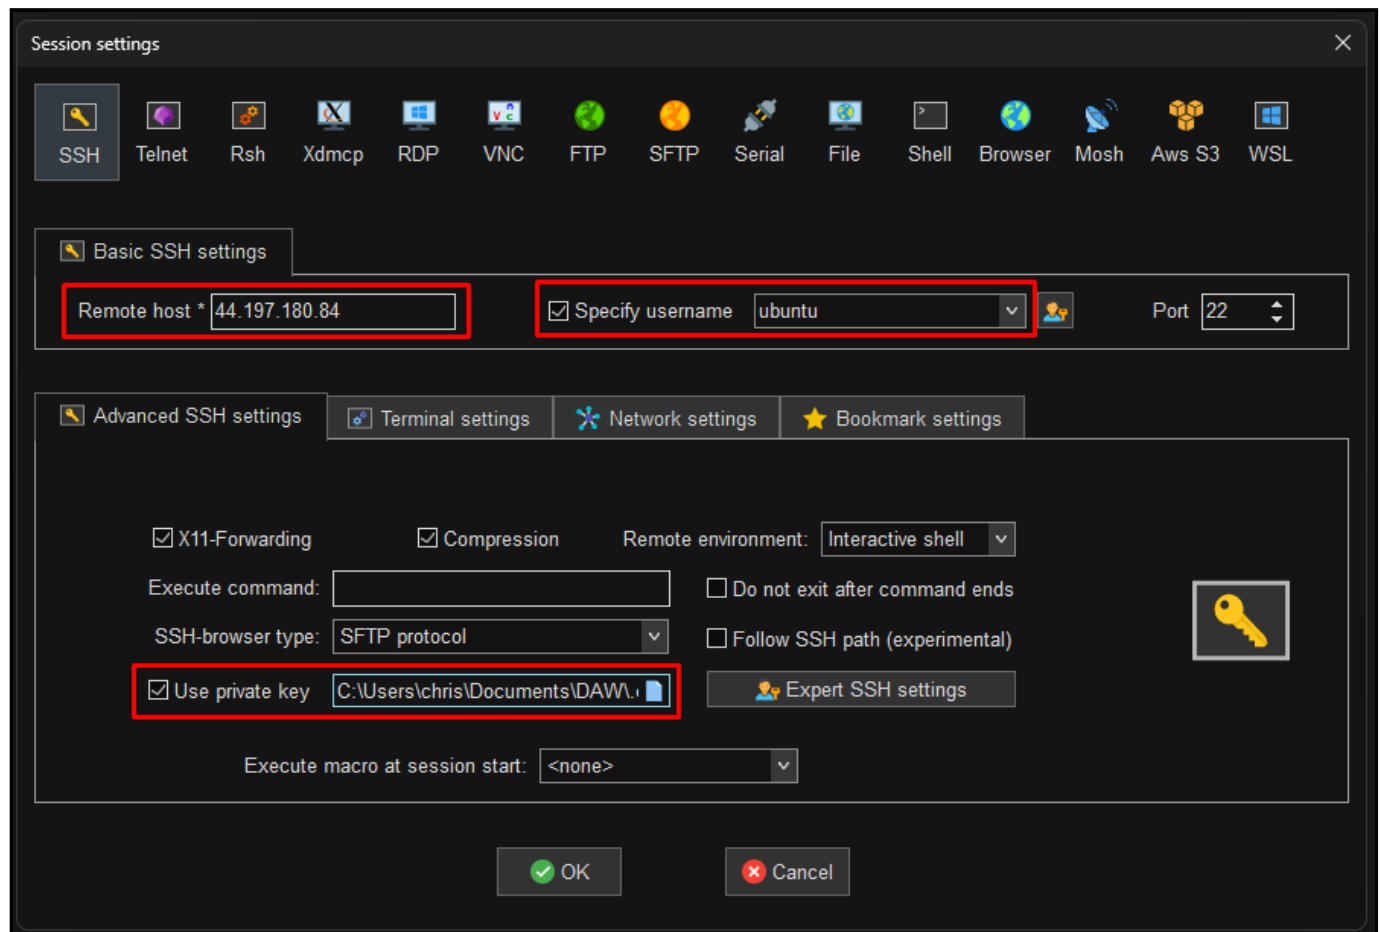 Session settings
SSH Telnet Rsh Xdmcp RDP VNC FTP SFTP Serial File Shell Browser Mosh Aws S3 WSL
Basic SSH settings
Remote host * 44.197.180.84 Specify username ubuntu Port 22
Advanced SSH settings Terminal settings Network settings Bookmark settings
X11-Forwarding Compression Remote environment: Interactive shell
Execute command: Do not exit after command ends
SSH-browser type: SFTP protocol Follow SSH path (experimental)
Use private key C:\Users\chris\Documents\DAW\. Expert SSH settings
Execute macro at session start: <none>
OK Cancel